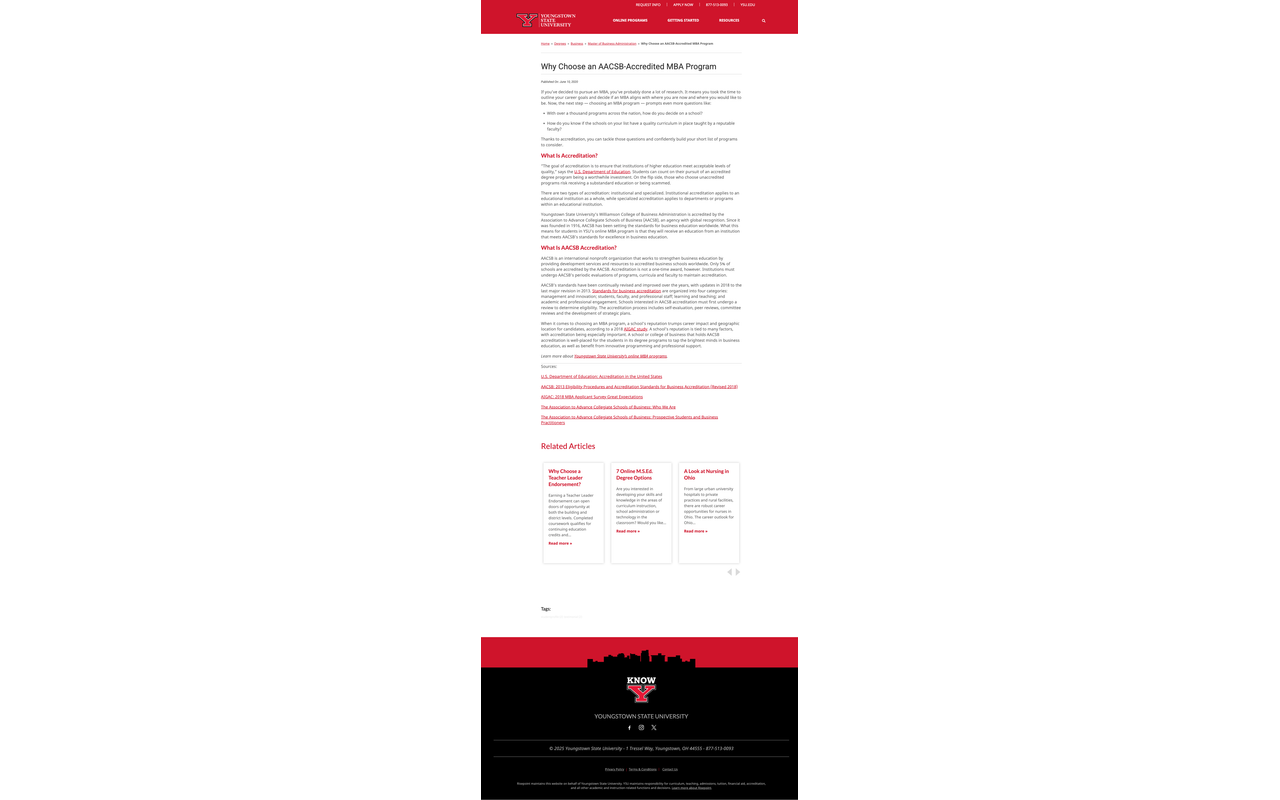 REQUEST INFO | APPLY NOW | 877-513-0093 | YSU.EDU
YOUNGSTOWN
STATE
UNIVERSITY
ONLINE PROGRAMS GETTING STARTED RESOURCES
Home » Degrees » Business » Master of Business Administration » Why Choose an AACSB-Accredited MBA Program
Why Choose an AACSB-Accredited MBA Program
Published On: June 10, 2020
If you've decided to pursue an MBA, you've probably done a lot of research. It means you took the time to
outline your career goals and decide if an MBA aligns with where you are now and where you would like to
be. Now, the next step — choosing an MBA program — prompts even more questions like:
• With over a thousand programs across the nation, how do you decide on a school?
• How do you know if the schools on your list have a quality curriculum in place taught by a reputable
faculty?
Thanks to accreditation, you can tackle those questions and confidently build your short list of programs
to consider.
What Is Accreditation?
"The goal of accreditation is to ensure that institutions of higher education meet acceptable levels of
quality," says the U.S. Department of Education. Students can count on their pursuit of an accredited
degree program being a worthwhile investment. On the flip side, those who choose unaccredited
programs risk receiving a substandard education or being scammed.
There are two types of accreditation: institutional and specialized. Institutional accreditation applies to an
educational institution as a whole, while specialized accreditation applies to departments or programs
within an educational institution.
Youngstown State University's Williamson College of Business Administration is accredited by the
Association to Advance Collegiate Schools of Business (AACSB), an agency with global recognition. Since it
was founded in 1916, AACSB has been setting the standards for business education worldwide. What this
means for students in YSU's online MBA program is that they will receive an education from an institution
that meets AACSB's standards for excellence in business education.
What Is AACSB Accreditation?
AACSB is an international nonprofit organization that works to strengthen business education by
providing development services and resources to accredited business schools worldwide. Only 5% of
schools are accredited by the AACSB. Accreditation is not a one-time award, however. Institutions must
undergo AACSB's periodic evaluations of programs, curricula and faculty to maintain accreditation.
AACSB's standards have been continually revised and improved over the years, with updates in 2018 to the
last major revision in 2013. Standards for business accreditation are organized into four categories:
management and innovation; students, faculty, and professional staff; learning and teaching; and
academic and professional engagement. Schools interested in AACSB accreditation must first undergo a
review to determine eligibility. The accreditation process includes self-evaluation, peer reviews, committee
reviews and the development of strategic plans.
When it comes to choosing an MBA program, a school's reputation trumps career impact and geographic
location for candidates, according to a 2018 AIGAC study. A school's reputation is tied to many factors,
with accreditation being especially important. A school or college of business that holds AACSB
accreditation is well-placed for the students in its degree programs to tap the brightest minds in business
education, as well as benefit from innovative programming and professional support.
Learn more about Youngstown State University's online MBA programs.
Sources:
U.S. Department of Education: Accreditation in the United States
AACSB: 2013 Eligibility Procedures and Accreditation Standards for Business Accreditation [Revised 2018]
AIGAC: 2018 MBA Applicant Survey Great Expectations
The Association to Advance Collegiate Schools of Business: Who We Are
The Association to Advance Collegiate Schools of Business: Prospective Students and Business
Practitioners
Related Articles
Why Choose a
Teacher Leader
Endorsement?
Earning a Teacher Leader
Endorsement can open
doors of opportunity at
both the building and
district levels. Completed
coursework qualifies for
continuing education
credits and...
Read more »
7 Online M.S.Ed.
Degree Options
Are you interested in
developing your skills and
knowledge in the areas of
curriculum instruction,
school administration or
technology in the
classroom? Would you like...
Read more »
A Look at Nursing in
Ohio
From large urban university
hospitals to private
practices and rural facilities,
there are robust career
opportunities for nurses in
Ohio. The career outlook for
Ohio...
Read more »
Tags:
KNOW
Y
YOUNGSTOWN STATE UNIVERSITY
© 2025 Youngstown State University - 1 Tressel Way, Youngstown, OH 44555 - 877-513-0093
Privacy Policy | Terms & Conditions | Contact Us
Risepoint maintains this website on behalf of Youngstown State University. YSU maintains responsibility for curriculum, teaching, admissions, tuition, financial aid, accreditation,
and all other academic and instruction-related functions and decisions. Learn more about Risepoint.